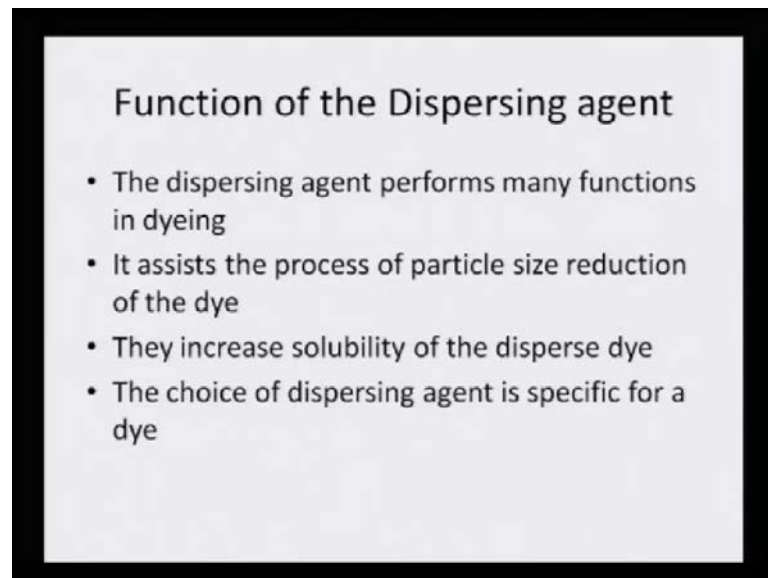 Function of the Dispersing agent
• The dispersing agent performs many functions
in dyeing
• It assists the process of particle size reduction
of the dye
• They increase solubility of the disperse dye
• The choice of dispersing agent is specific for a
dye